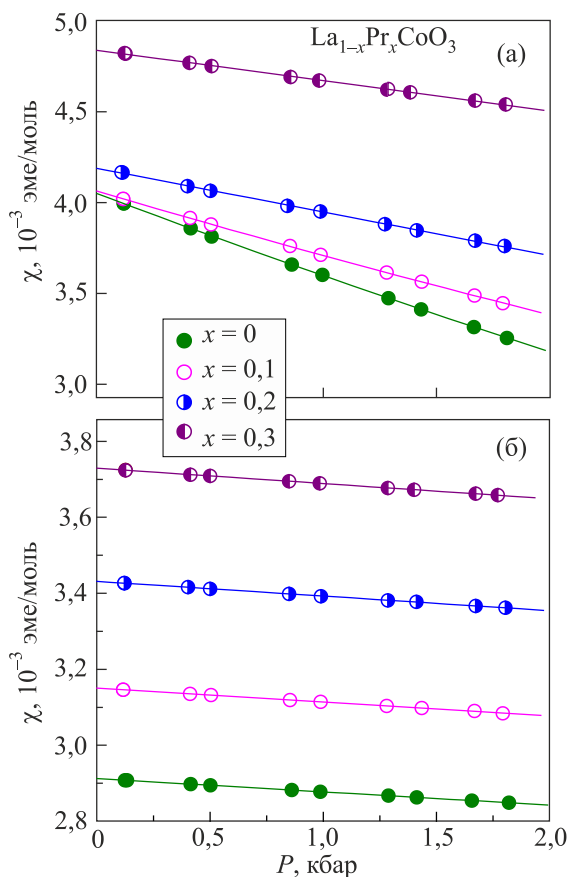 La₁₋ₓPrₓCoO₃
(а)
5,0
4,5
4,0
3,5
3,0
χ, 10⁻³ эме/моль
x = 0
x = 0,1
x = 0,2
x = 0,3
(б)
3,8
3,6
3,4
3,2
3,0
2,8
χ, 10⁻³ эме/моль
0 0,5 1,0 1,5 2,0
P, кбар